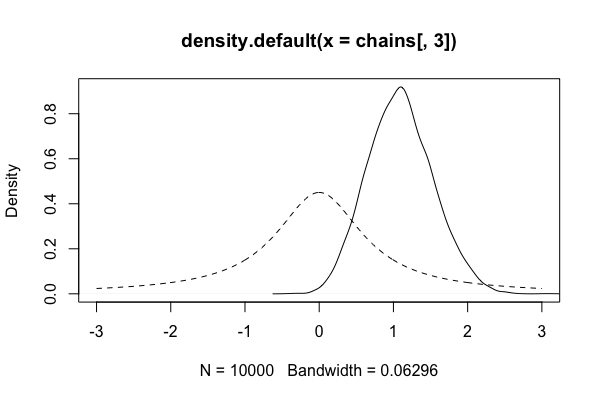 density.default(x = chains[, 3])
Density
0.0
0.2
0.4
0.6
0.8
-3 -2 -1 0 1 2 3
N = 10000 Bandwidth = 0.06296